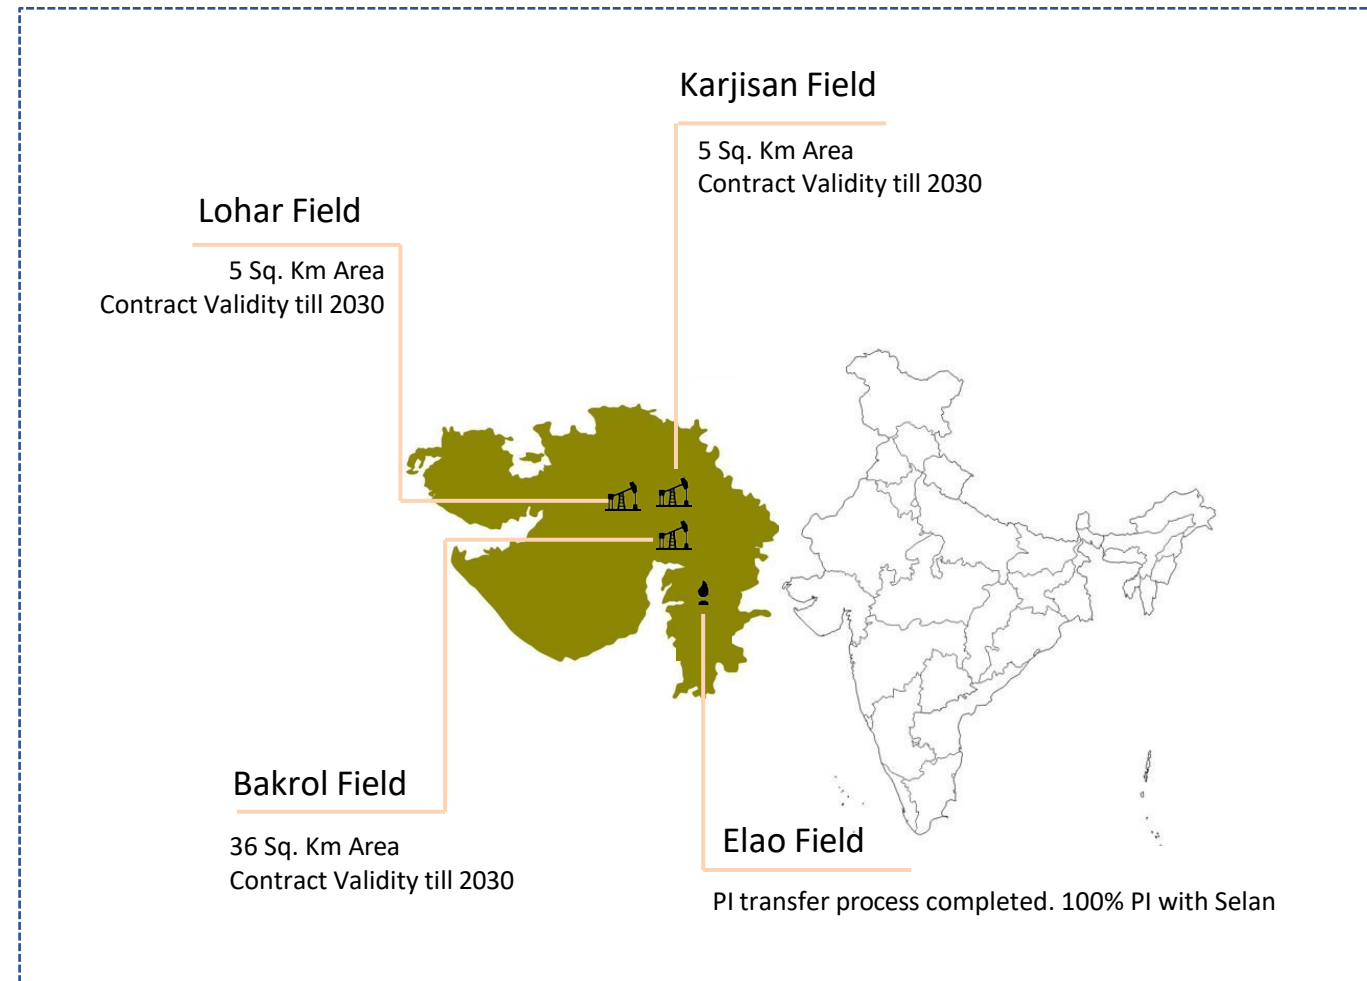 Karjisan Field
5 Sq. Km Area
Contract Validity till 2030
Lohar Field
5 Sq. Km Area
Contract Validity till 2030
Bakrol Field
36 Sq. Km Area
Contract Validity till 2030
Elao Field
PI transfer process completed. 100% PI with Selan